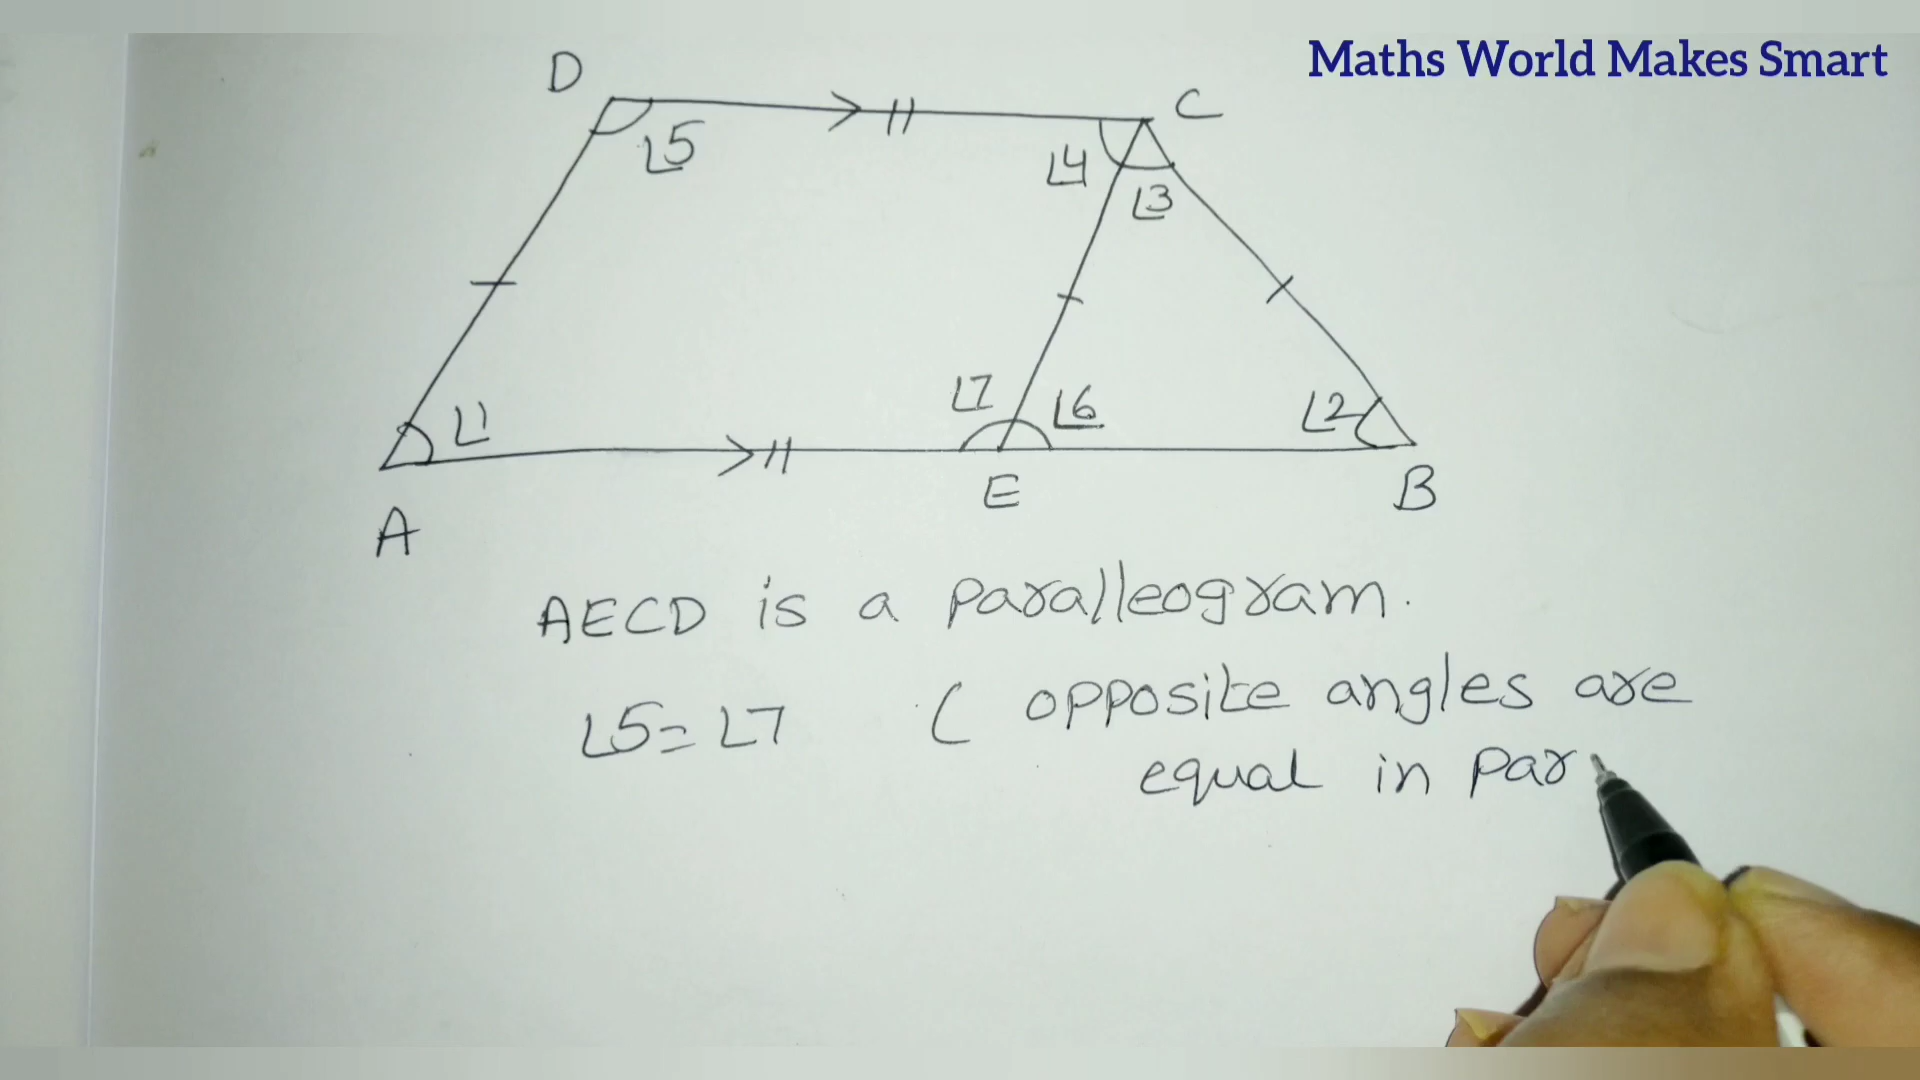 Maths World Makes Smart
D
C
∠5
∠4
∠3
∠7
∠6
∠2
∠1
E
B
A
AECD is a paralleogram.
∠5=∠7 ( opposite angles are
equal in par